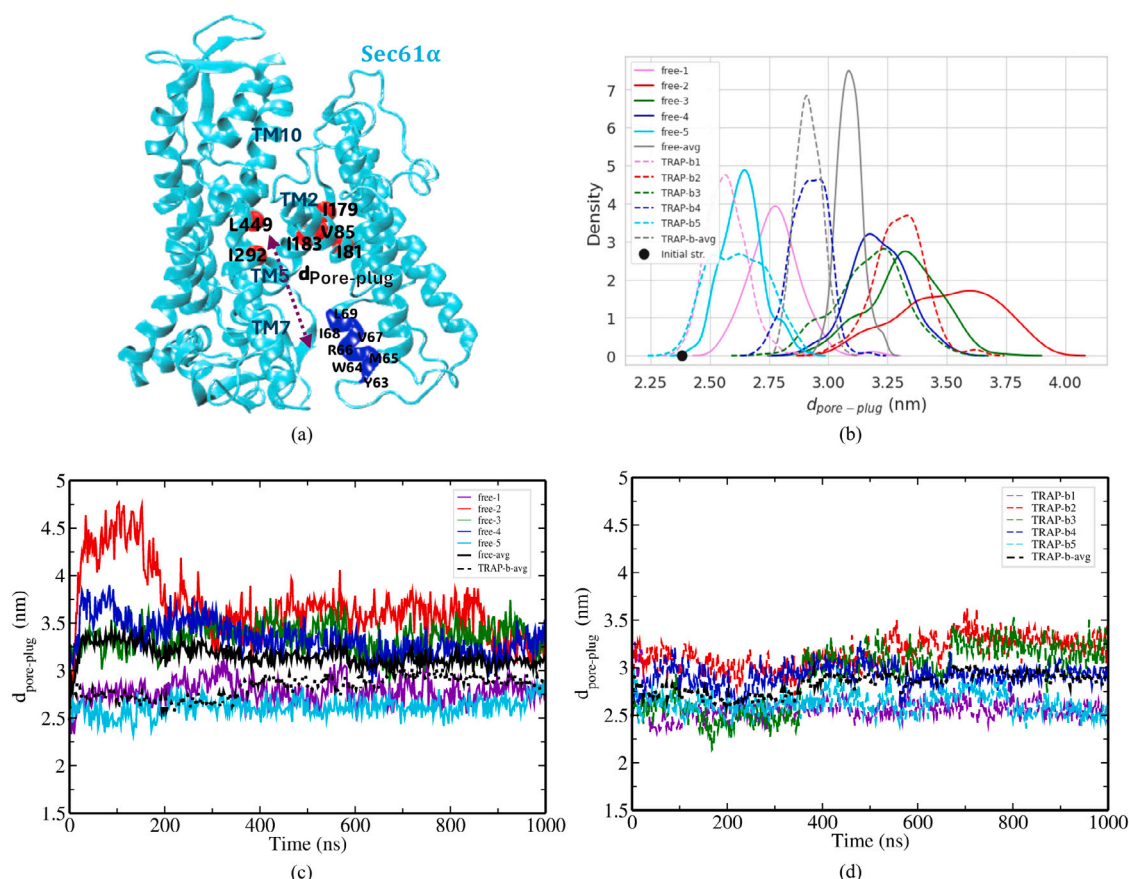 Sec61α
TM10
TM2
I179
L449
V85
I183
I81
I292
TM5
dPore-plug
TM7
L69
I68
V67
R66
M65
W64
Y63
(a)
free-1
free-2
free-3
free-4
free-5
free-avg
TRAP-b1
TRAP-b2
TRAP-b3
TRAP-b4
TRAP-b5
TRAP-b-avg
Initial str.
Density
7
6
5
4
3
2
1
0
2.25 2.50 2.75 3.00 3.25 3.50 3.75 4.00
dpore−plug (nm)
(b)
5
4.5
4
3.5
3
2.5
2
1.5
dpore-plug (nm)
free-1
free-2
free-3
free-4
free-5
free-avg
TRAP-b-avg
0 200 400 600 800 1000
Time (ns)
(c)
5
4.5
4
3.5
3
2.5
2
1.5
dpore-plug (nm)
TRAP-b1
TRAP-b2
TRAP-b3
TRAP-b4
TRAP-b5
TRAP-b-avg
0 200 400 600 800 1000
Time (ns)
(d)